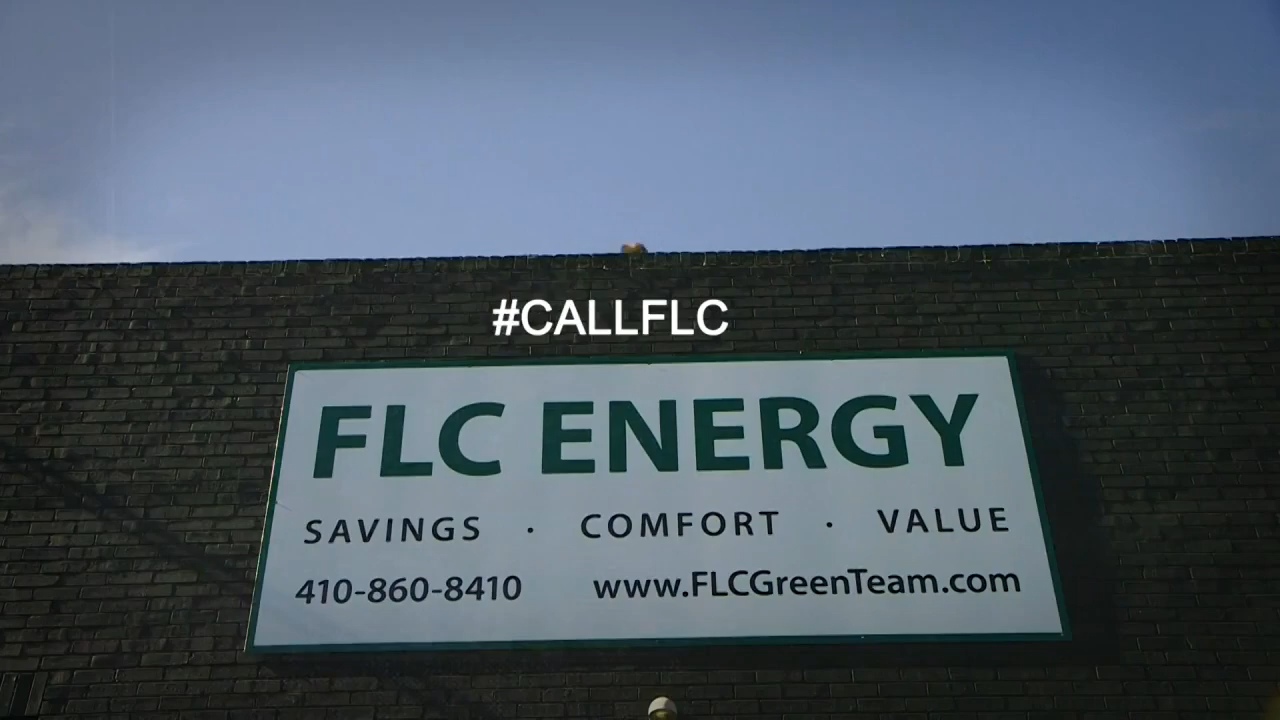 #CALLFLC
FLC ENERGY
SAVINGS · COMFORT · VALUE
410-860-8410 www.FLCGreenTeam.com